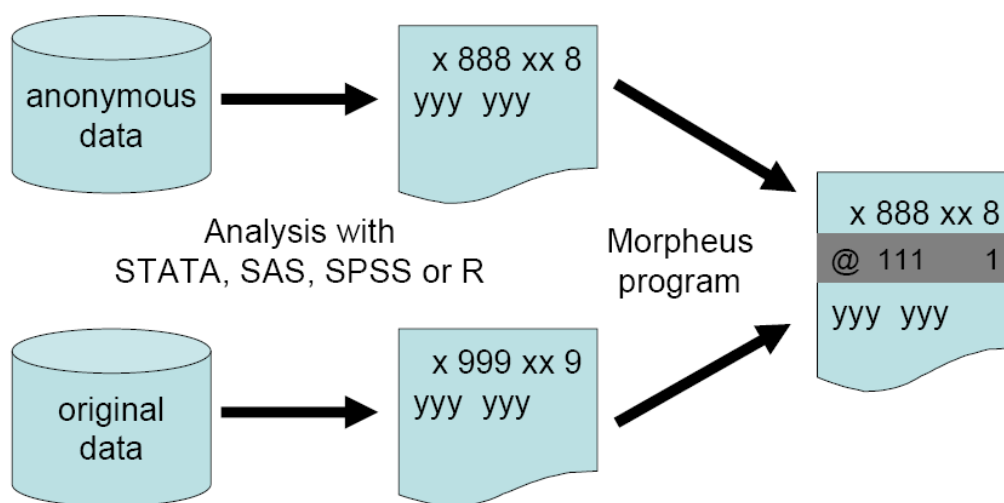 anonymous
data
x 888 xx 8
yyy yyy
Analysis with
STATA, SAS, SPSS or R
Morpheus
program
x 888 xx 8
@ 111 1
yyy yyy
original
data
x 999 xx 9
yyy yyy